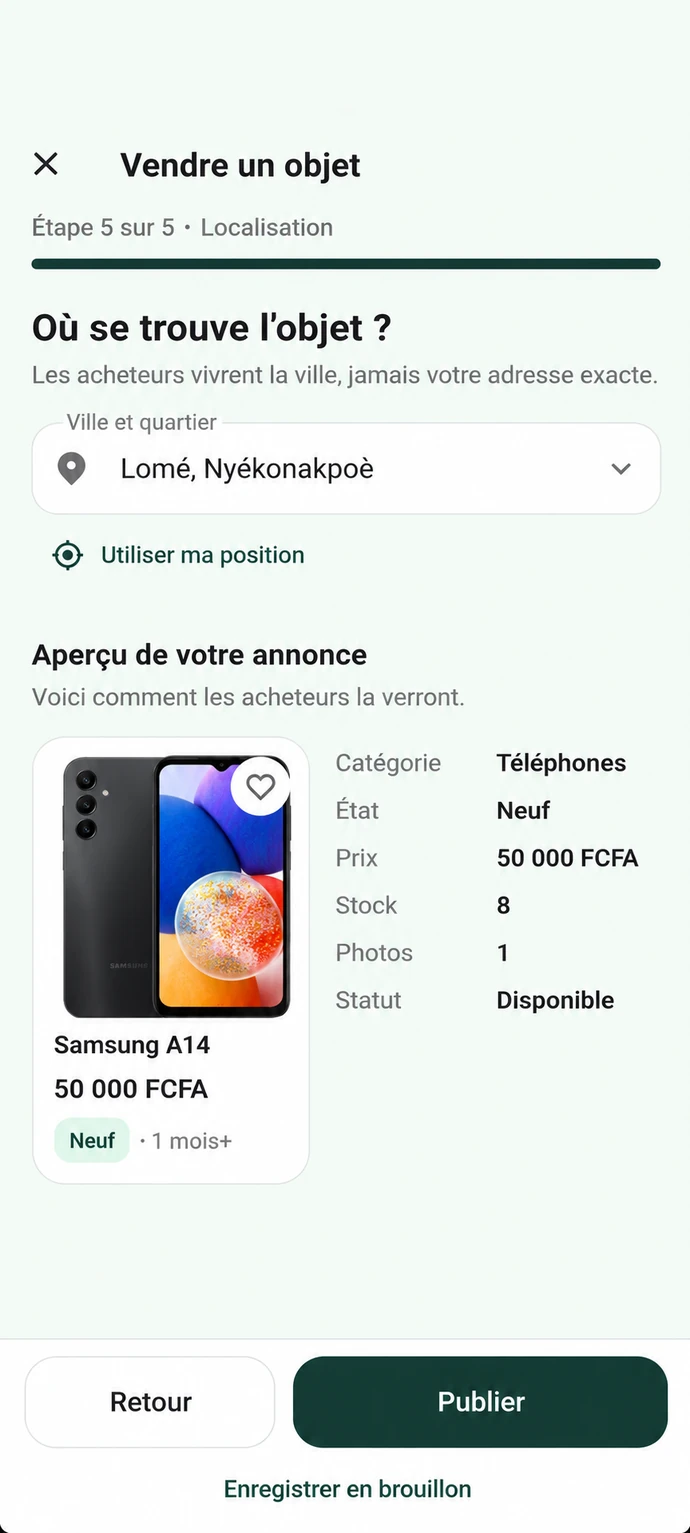 Vendre un objet
Étape 5 sur 5 • Localisation
Où se trouve l'objet ?
Les acheteurs vivrent la ville, jamais votre adresse exacte.
Ville et quartier
Lomé, Nyékonakpoè
Utiliser ma position
Aperçu de votre annonce
Voici comment les acheteurs la verront.
SAMSUNG
Samsung A14
50 000 FCFA
Neuf · 1 mois+
Catégorie Téléphones
État Neuf
Prix 50 000 FCFA
Stock 8
Photos 1
Statut Disponible
Retour
Publier
Enregistrer en brouillon